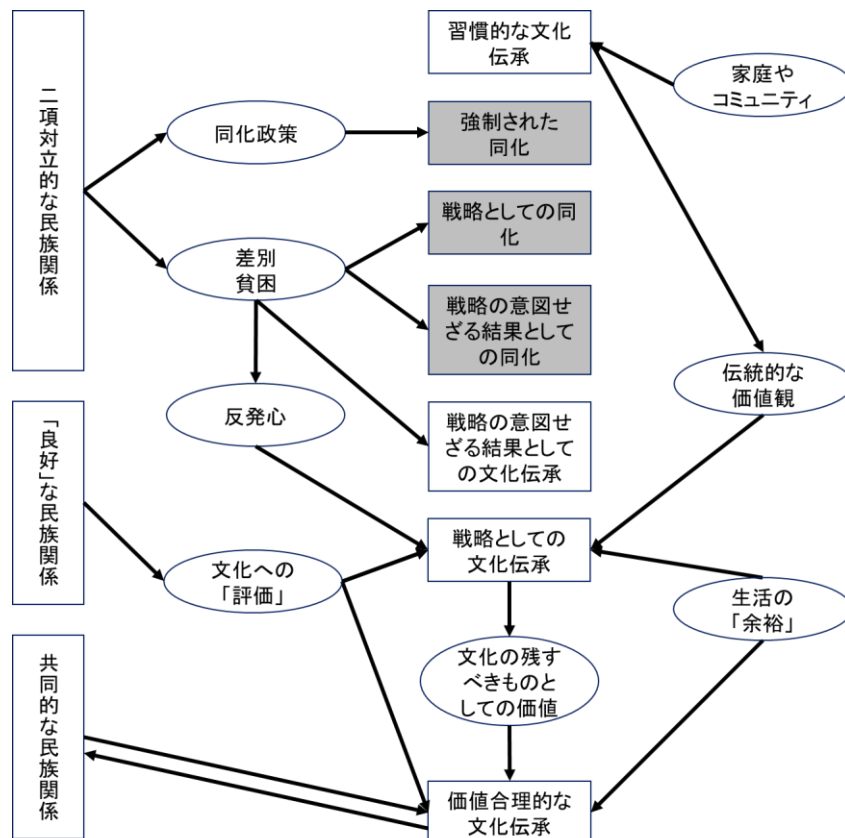 二項対立的な民族関係
「良好」な民族関係
共同的な民族関係
同化政策
差別
貧困
反発心
文化への
「評価」
習慣的な文化
伝承
強制された
同化
戦略としての同
化
戦略の意図せ
ざる結果として
の同化
戦略の意図せ
ざる結果として
の文化伝承
戦略としての
文化伝承
文化の残す
べきものと
しての価値
価値合理的な
文化伝承
家庭や
コミュニティ
伝統的な
価値観
生活の
「余裕」